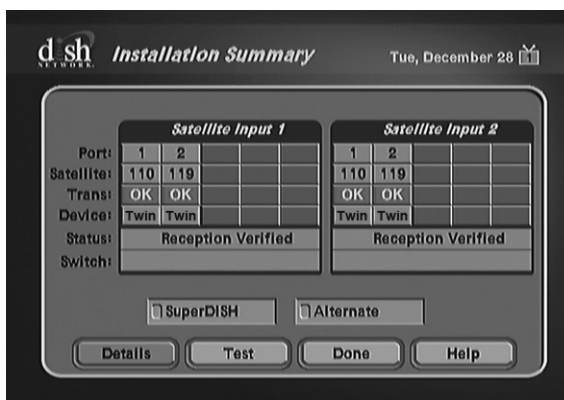 dish Installation Summary Tue, December 28 1
NETWORK.
Satellite Input 1 Satellite Input 2
Port: 1 2 1 2
Satellite: 110 119 110 119
Trans: OK OK OK OK
Device: Twin Twin Twin Twin
Status: Reception Verified Reception Verified
Switch:
SuperDISH Alternate
Details Test Done Help